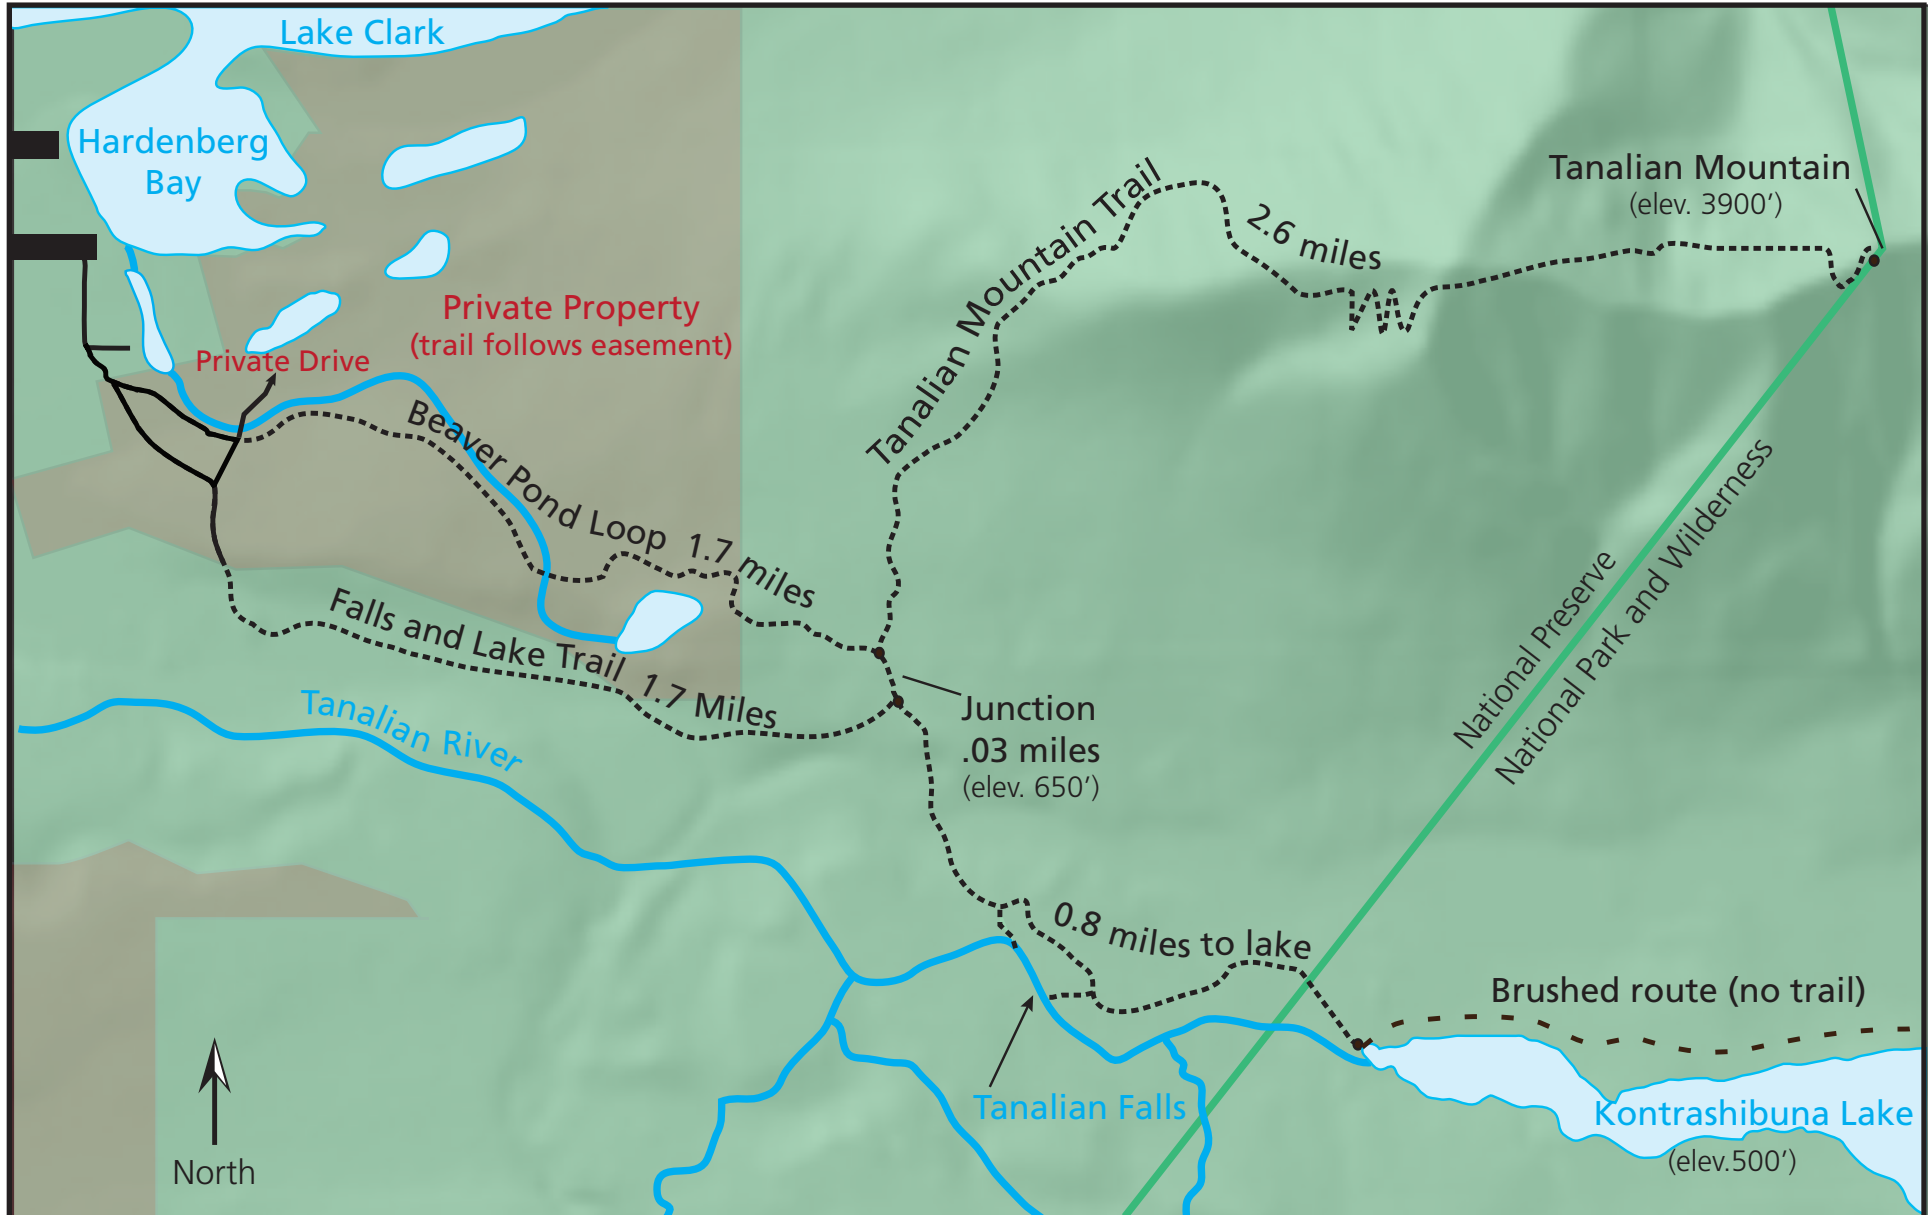 Lake Clark
Hardenberg
Bay
Tanalian Mountain
(elev. 3900’)
Tanalian Mountain Trail
2.6 miles
Private Property
(trail follows easement)
Private Drive
Beaver Pond Loop 1.7 miles
Falls and Lake Trail 1.7 Miles
Tanalian River
Junction
.03 miles
(elev. 650’)
National Preserve
National Park and Wilderness
0.8 miles to lake
Brushed route (no trail)
Tanalian Falls
Kontrashibuna Lake
(elev.500’)
North